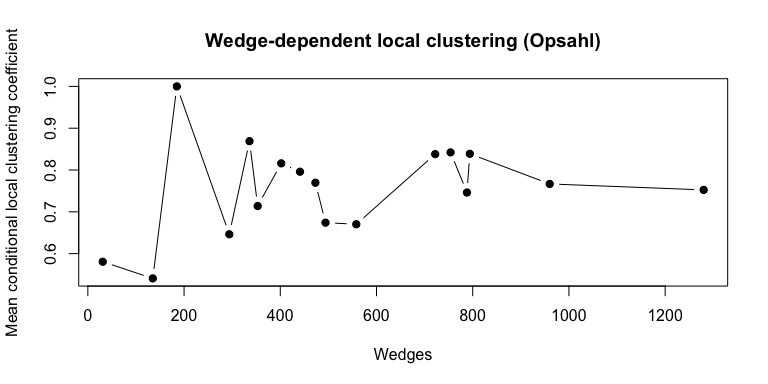 Wedge-dependent local clustering (Opsahl)
Mean conditional local clustering coefficient
1.0
0.9
0.8
0.7
0.6
0 200 400 600 800 1000 1200
Wedges